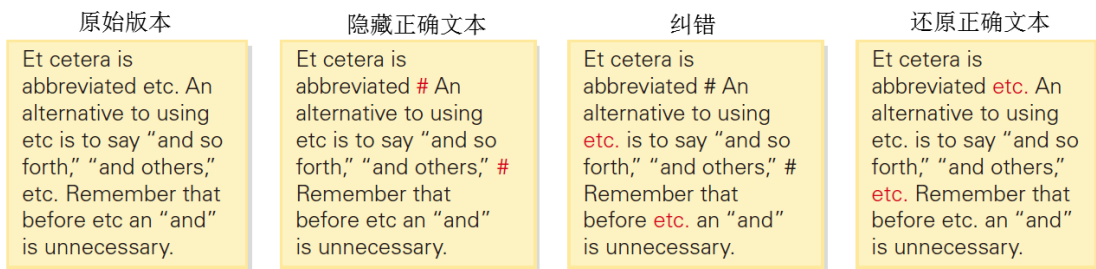 原始版本
Et cetera is
abbreviated etc. An
alternative to using
etc is to say “and so
forth,” “and others,”
etc. Remember that
before etc an “and”
is unnecessary.
隐藏正确文本
Et cetera is
abbreviated # An
alternative to using
etc is to say “and so
forth,” “and others,” #
Remember that
before etc an “and”
is unnecessary.
纠错
Et cetera is
abbreviated # An
alternative to using
etc. is to say “and so
forth,” “and others,” #
Remember that
before etc. an “and”
is unnecessary.
还原正确文本
Et cetera is
abbreviated etc. An
alternative to using
etc. is to say “and so
forth,” “and others,”
etc. Remember that
before etc. an “and”
is unnecessary.